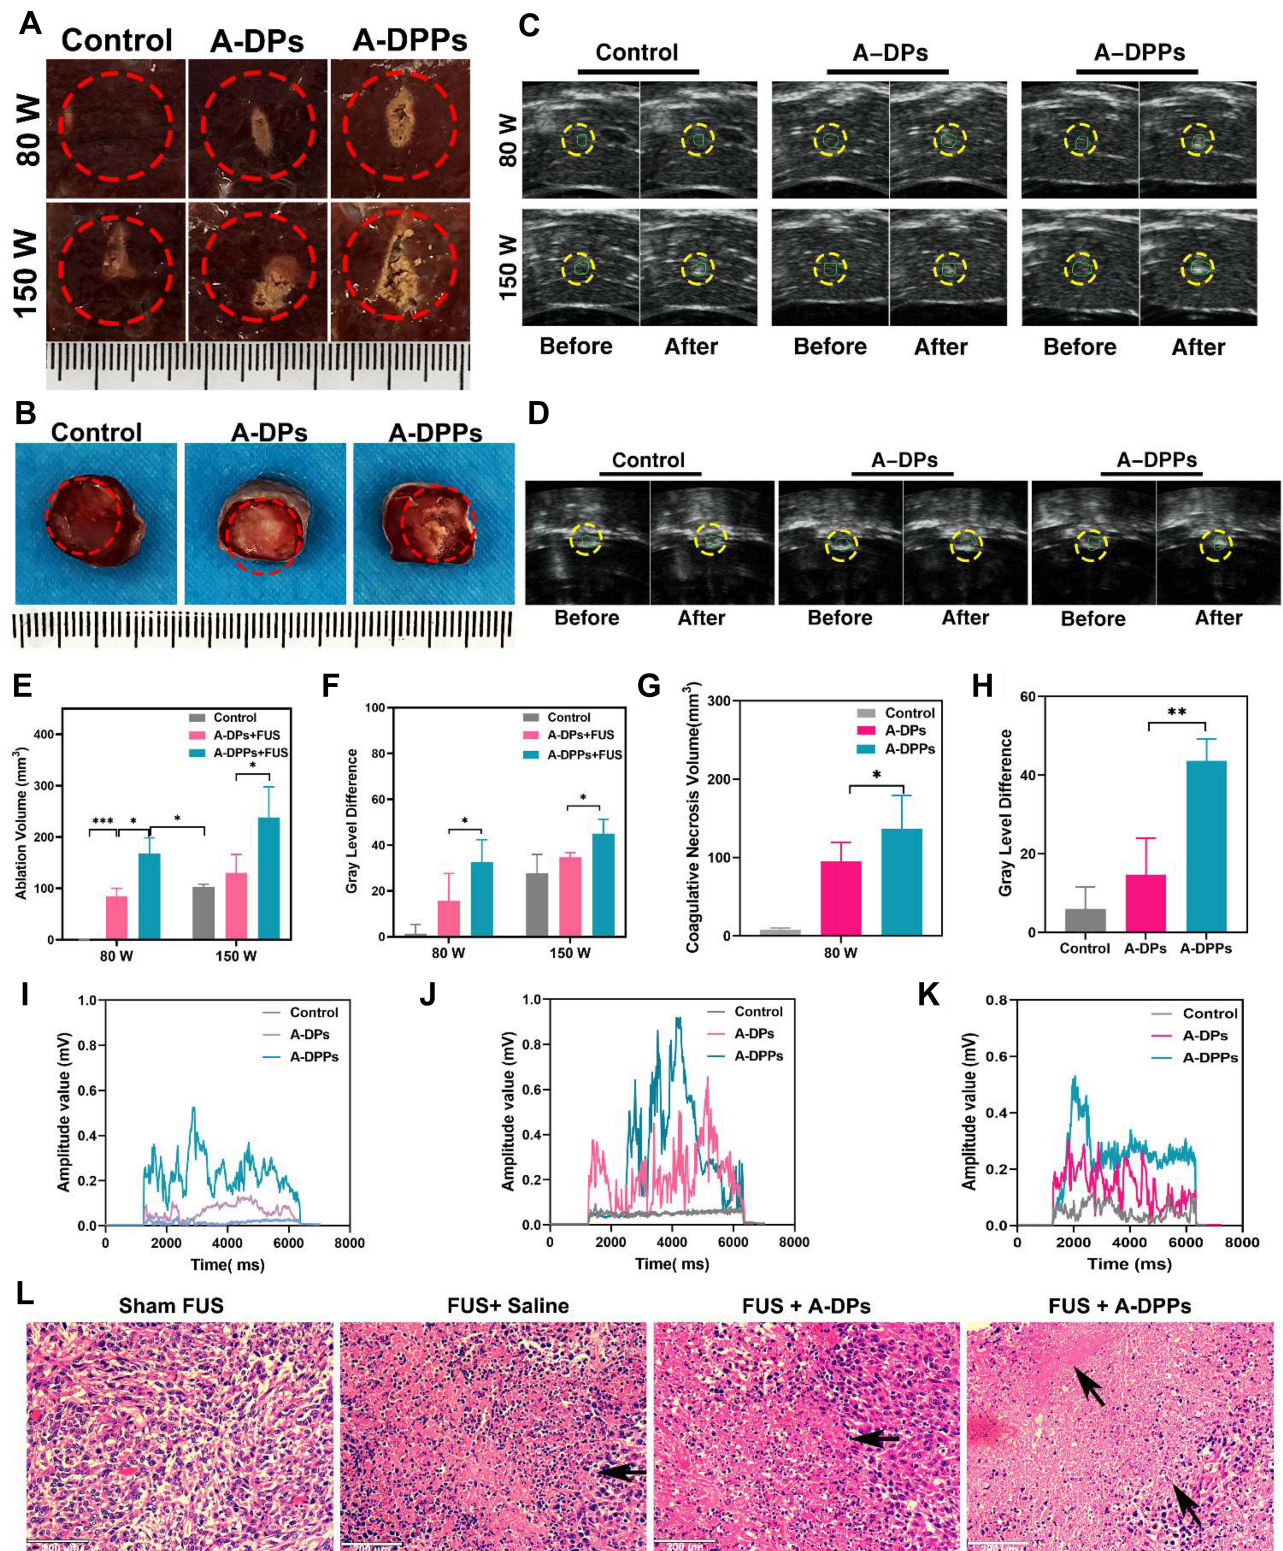 A
Control A-DPs A-DPPs
80 W
150 W
B
Control A-DPs A-DPPs
C
Control A–DPs A–DPPs
80 W
150 W
Before After Before After Before After
D
Control A–DPs A–DPPs
Before After Before After Before After
E
Ablation Volume (mm³)
400
300
200
100
0
Control
A-DPs+FUS
A-DPPs+FUS
*** * * *
80 W 150 W
F
Gray Level Difference
100
80
60
40
20
0
Control
A-DPs+FUS
A-DPPs+FUS
* *
80 W 150 W
G
Coagulative Necrosis Volume(mm³)
300
200
100
0
Control
A-DPs
A-DPPs
*
80 W
H
Gray Level Difference
60
40
20
0
**
Control A-DPs A-DPPs
I
Amplitude value (mV)
1.0
0.8
0.6
0.4
0.2
0.0
Control
A-DPs
A-DPPs
0 2000 4000 6000 8000
Time( ms)
J
Amplitude value (mV)
1.0
0.8
0.6
0.4
0.2
0.0
Control
A-DPs
A-DPPs
0 2000 4000 6000 8000
Time( ms)
K
Amplitude value (mV)
0.8
0.6
0.4
0.2
0.0
Control
A-DPs
A-DPPs
0 2000 4000 6000 8000
Time (ms)
L
Sham FUS FUS+ Saline FUS + A-DPs FUS + A-DPPs
200 μm 200 μm 200 μm 200 μm